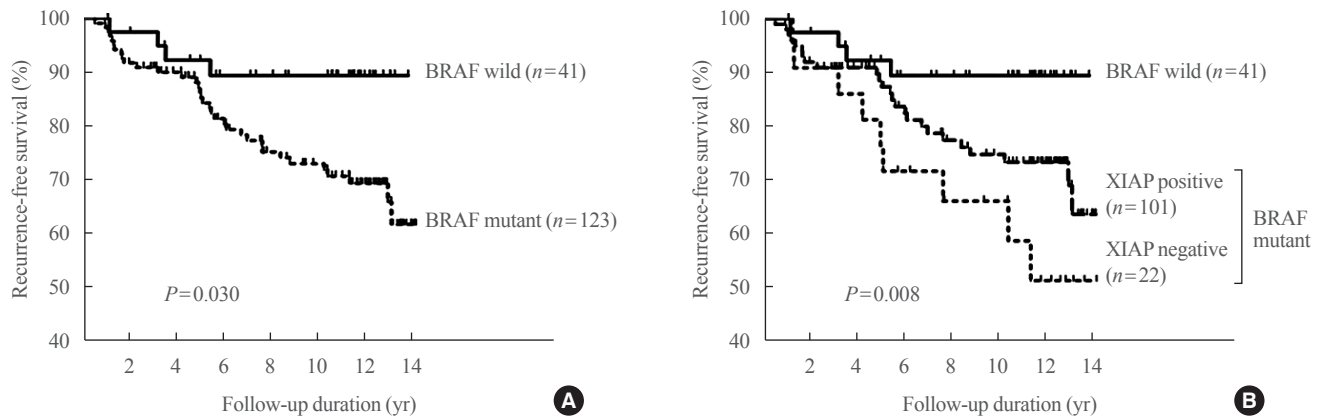 Recurrence-free survival (%)
100
90
80
70
60
50
40
BRAF wild (n=41)
BRAF mutant (n=123)
P=0.030
2 4 6 8 10 12 14
Follow-up duration (yr)
A
Recurrence-free survival (%)
100
90
80
70
60
50
40
BRAF wild (n=41)
XIAP positive
(n=101)
XIAP negative
(n=22)
BRAF
mutant
P=0.008
2 4 6 8 10 12 14
Follow-up duration (yr)
B